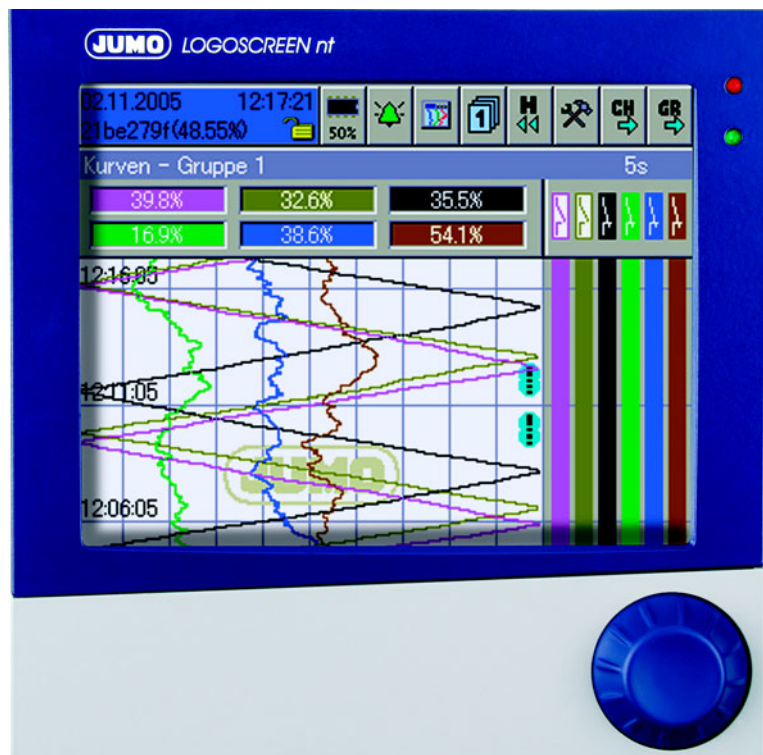 JUMO LOGOSCREEN nt
02.11.2005 12:17:21
21be279f(48.55%)
50%
1
H
CH
GR
Kurven - Gruppe 1 5s
39.8% 32.6% 35.5%
16.9% 38.6% 54.1%
12:16:05
12:11:05
JUMO
12:06:05